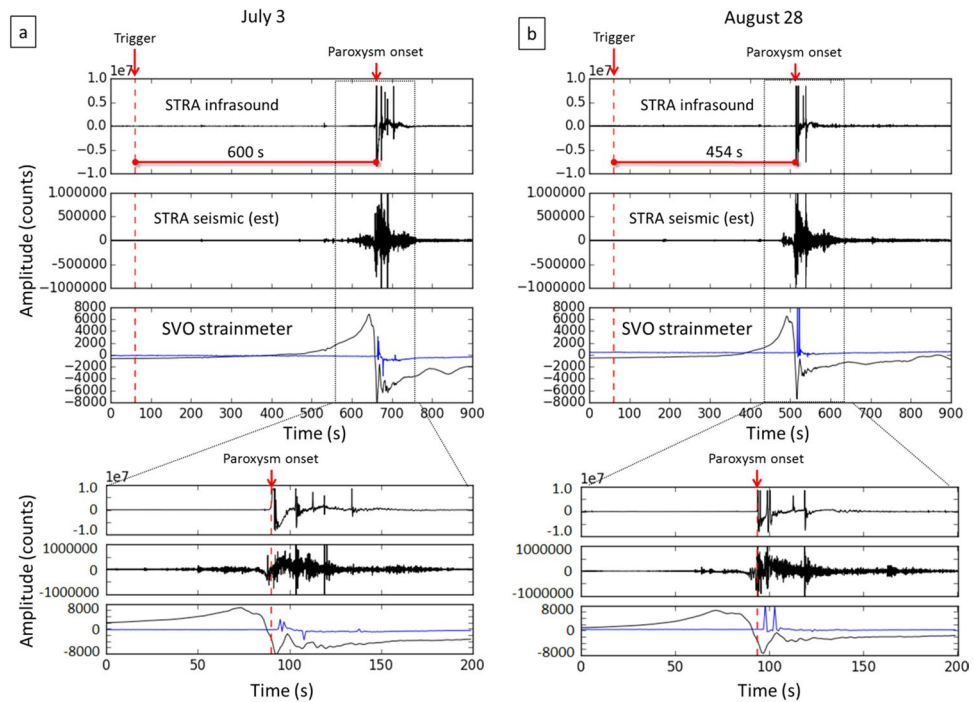 July 3
a
Trigger
Paroxysm onset
1e7
1.0
0.5
0.0
−0.5
−1.0
STRA infrasound
600 s
1000000
500000
0
−500000
−1000000
STRA seismic (est)
8000
6000
4000
2000
0
−2000
−4000
−6000
−8000
SVO strainmeter
0 100 200 300 400 500 600 700 800 900
Time (s)
Amplitude (counts)
Paroxysm onset
1e7
1.0
0.0
-1.0
1000000
0
-1000000
8000
0
-8000
0 50 100 150 200
Time (s)
Amplitude (counts)
August 28
b
Trigger
Paroxysm onset
1e7
1.0
0.5
0.0
−0.5
−1.0
STRA infrasound
454 s
1000000
500000
0
−500000
−1000000
STRA seismic (est)
8000
6000
4000
2000
0
−2000
−4000
−6000
−8000
SVO strainmeter
0 100 200 300 400 500 600 700 800 900
Time (s)
Paroxysm onset
1e7
1.0
0.0
-1.0
1000000
0
-1000000
8000
0
-8000
0 50 100 150 200
Time (s)